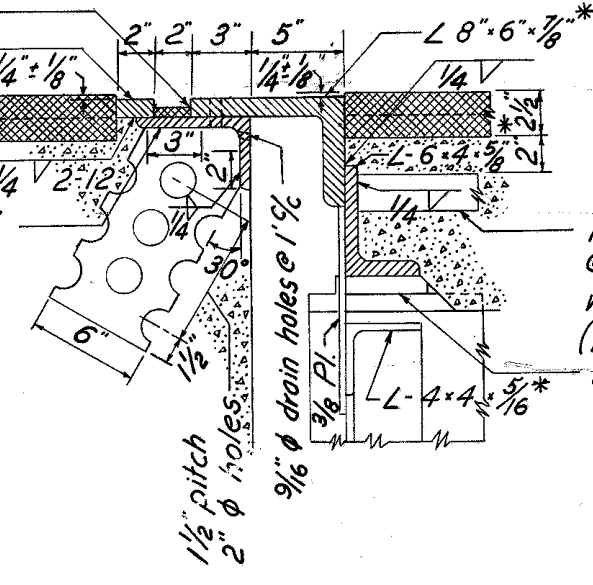 2" 2" 3" 5"
L 8" × 6" × 7/8" *
1/4" ± 1/8"
1/4" ± 1/8
1/4
2 1/2" *
2"
L-6 × 4 × 5/8"
3"
2"
1/4
2-12
1/4
1/4
30°
6"
1 1/2"
1 1/2" pitch
2" ϕ holes
9/16" ϕ drain holes @ 1' C/C
3/8 Pl.
L-4 × 4 × 5/16 *